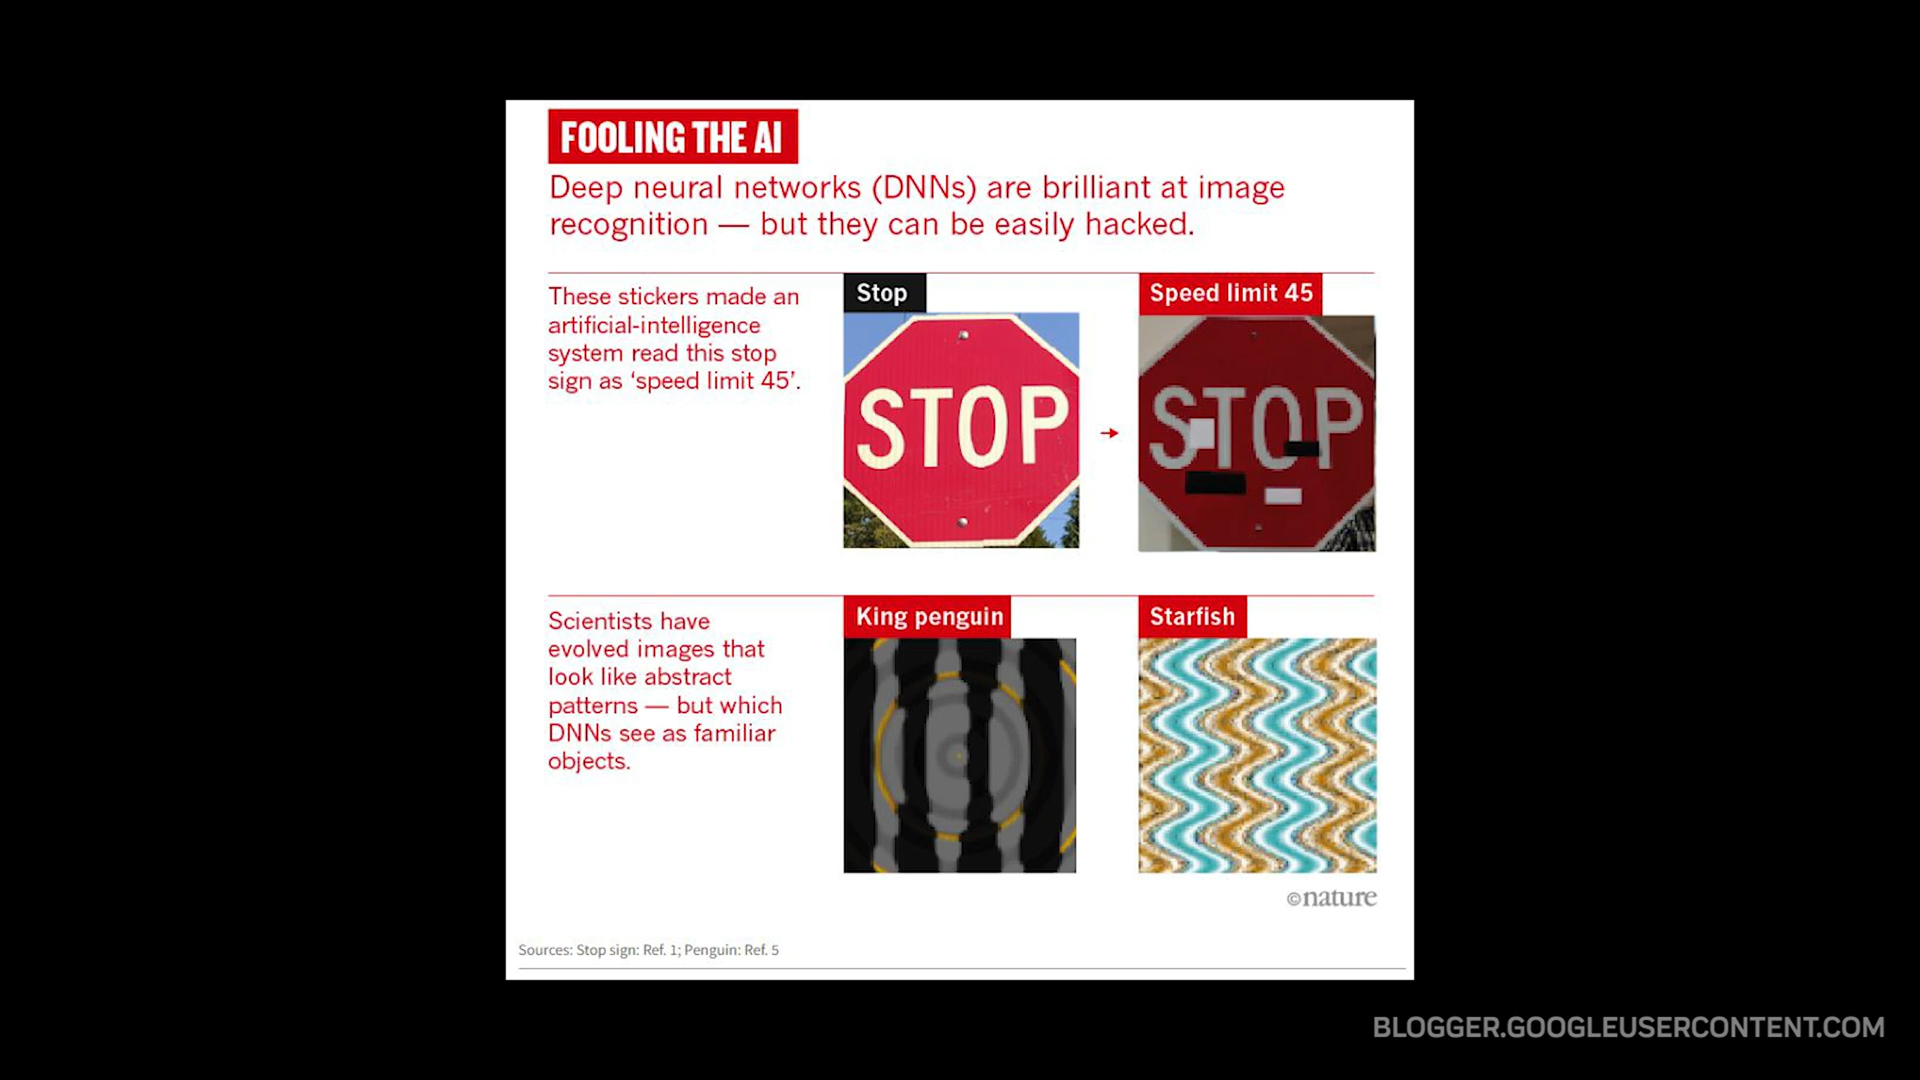 FOOLING THE AI
Deep neural networks (DNNs) are brilliant at image
recognition — but they can be easily hacked.
These stickers made an
artificial-intelligence
system read this stop
sign as ‘speed limit 45’.
Stop
STOP
Speed limit 45
STOP
Scientists have
evolved images that
look like abstract
patterns — but which
DNNs see as familiar
objects.
King penguin
Starfish
©nature
Sources: Stop sign: Ref. 1; Penguin: Ref. 5
BLOGGER.GOOGLEUSERCONTENT.COM